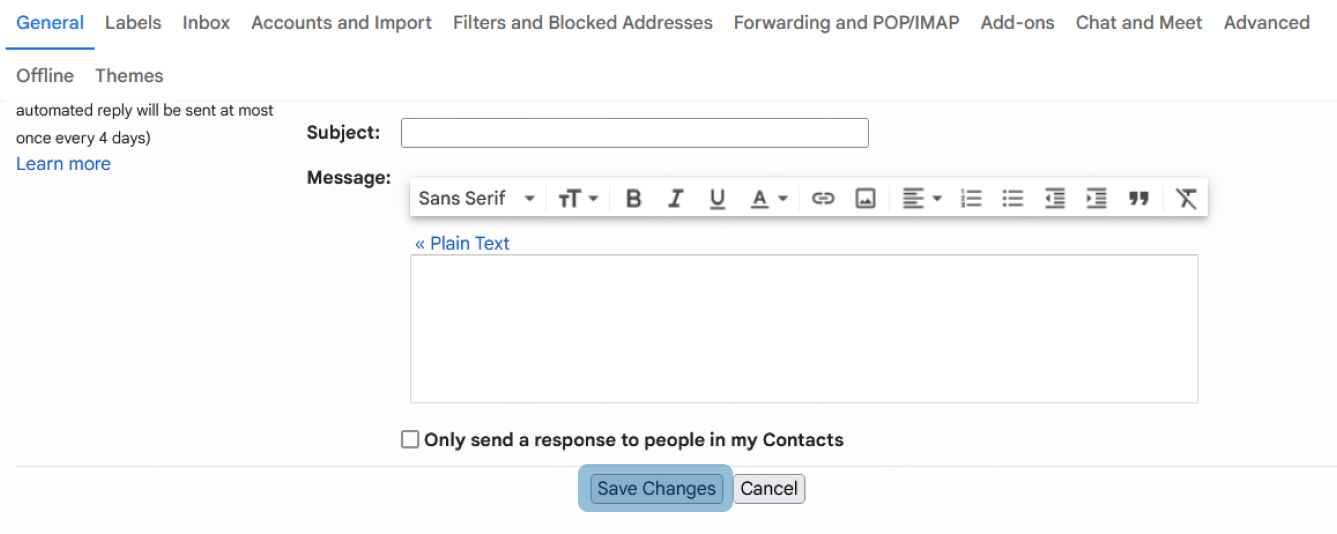 General Labels Inbox Accounts and Import Filters and Blocked Addresses Forwarding and POP/IMAP Add-ons Chat and Meet Advanced
Offline Themes
automated reply will be sent at most
once every 4 days)
Learn more
Subject:
Message:
Sans Serif
« Plain Text
Only send a response to people in my Contacts
Save Changes Cancel